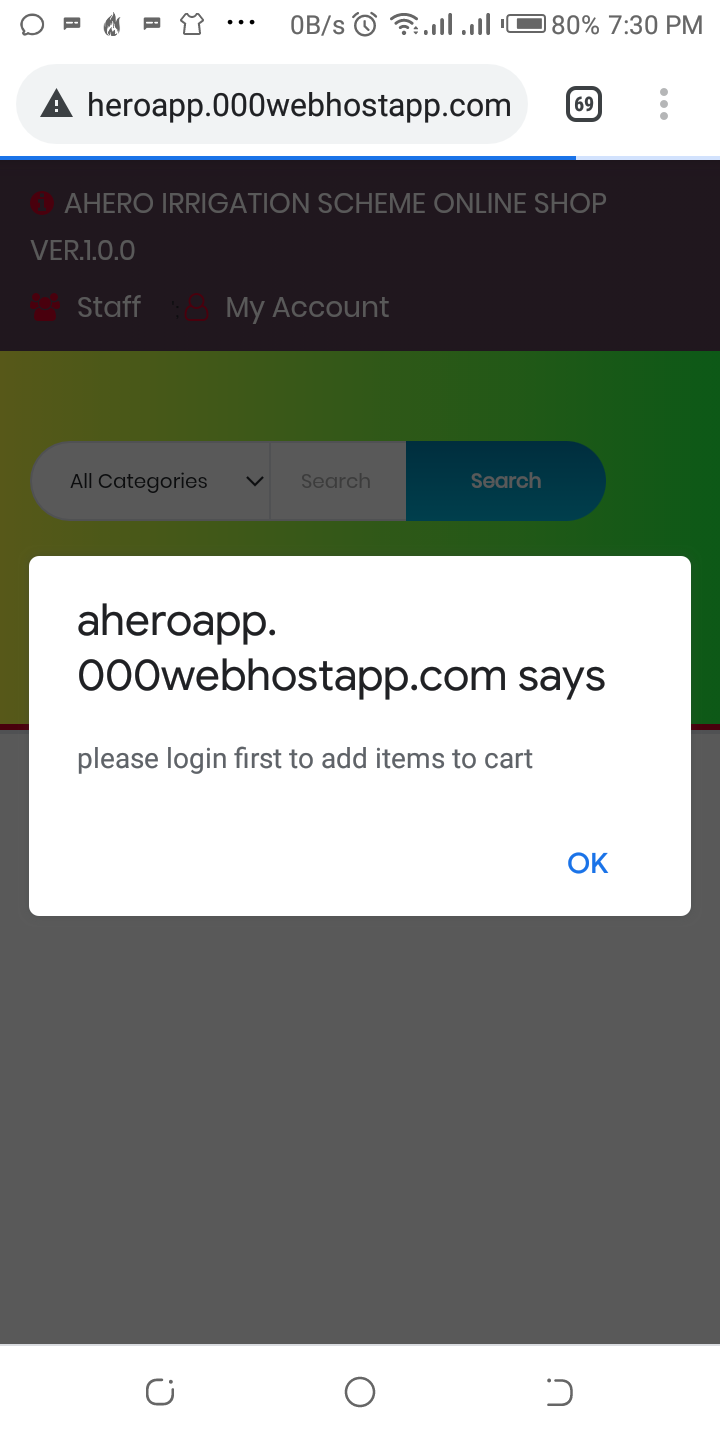 0B/s 80% 7:30 PM
heroapp.000webhostapp.com 69
AHERO IRRIGATION SCHEME ONLINE SHOP
VER.1.0.0
Staff : My Account
All Categories Search Search
aheroapp.
000webhostapp.com says
please login first to add items to cart
OK